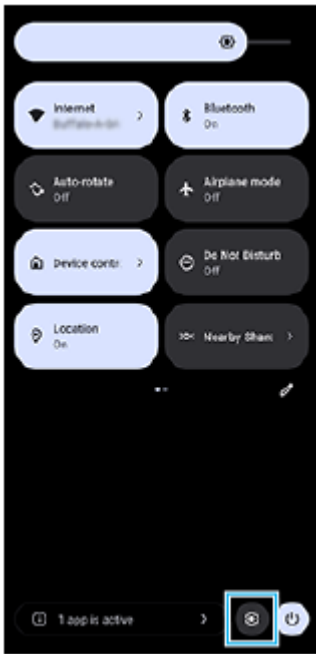 Internet
Bluetooth
On
Auto-rotate
Off
Airplane mode
Off
Device contr
Do Not Disturb
Off
Location
On
Nearby Share
1 app is active